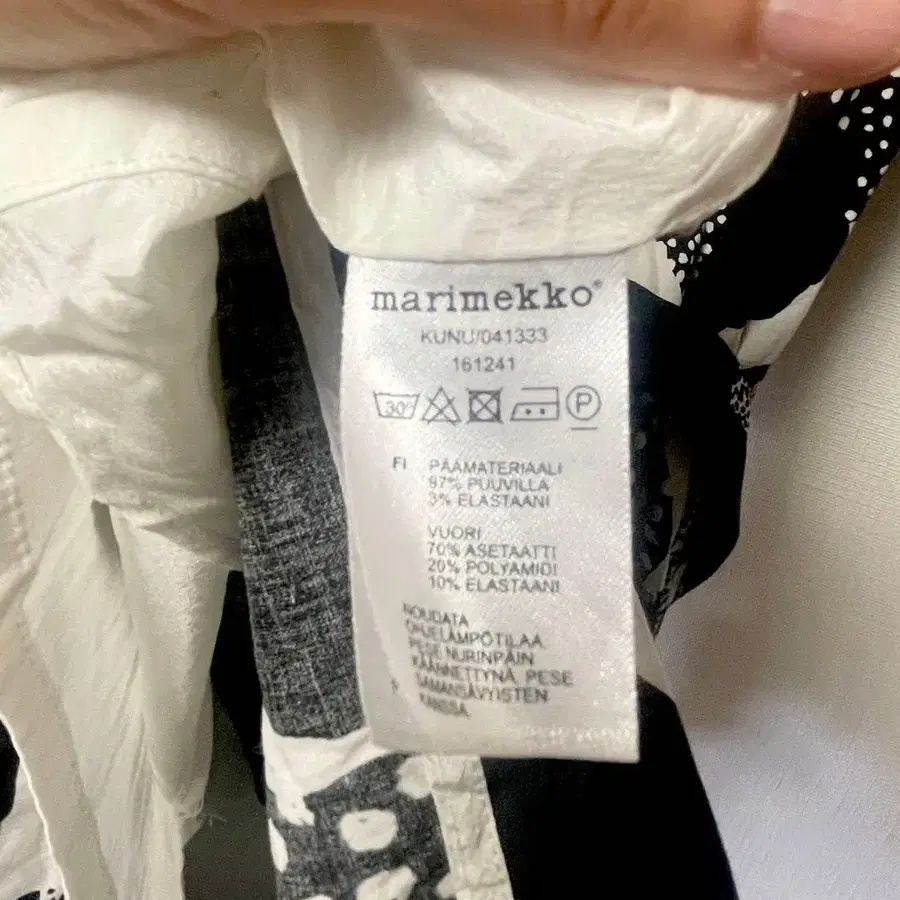 marimekko®
KUNU/041333
161241
30° P
FI PÄÄMATERIAALI
97% PUUVILLA
3% ELASTAANI
VUORI
70% ASETAATTI
20% POLYAMIDI
10% ELASTAANI
NOUDATA
OHJELÄMPÖTILAA.
PESE NURINPÄIN
KÄÄNNETTYNÄ. PESE
SAMANSÄVYISTEN
KANSSA.